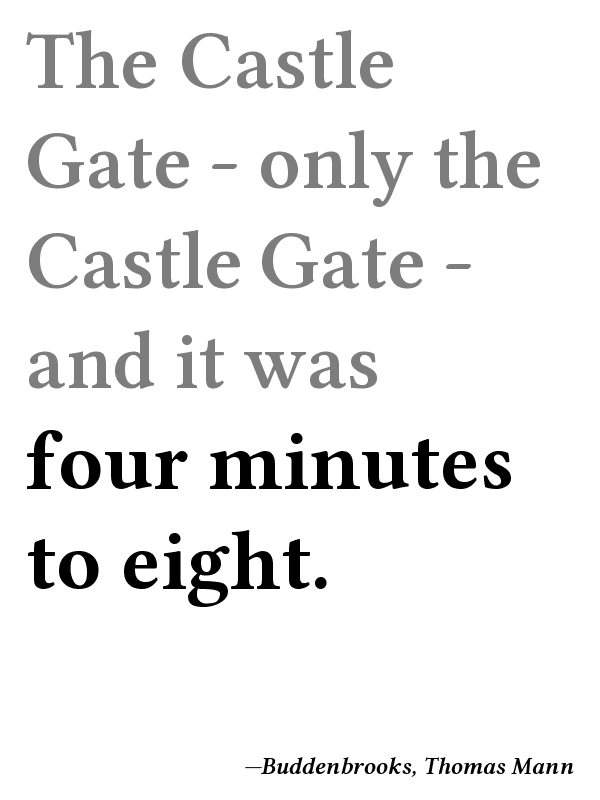 The Castle
Gate - only the
Castle Gate -
and it was
four minutes
to eight.
—Buddenbrooks, Thomas Mann